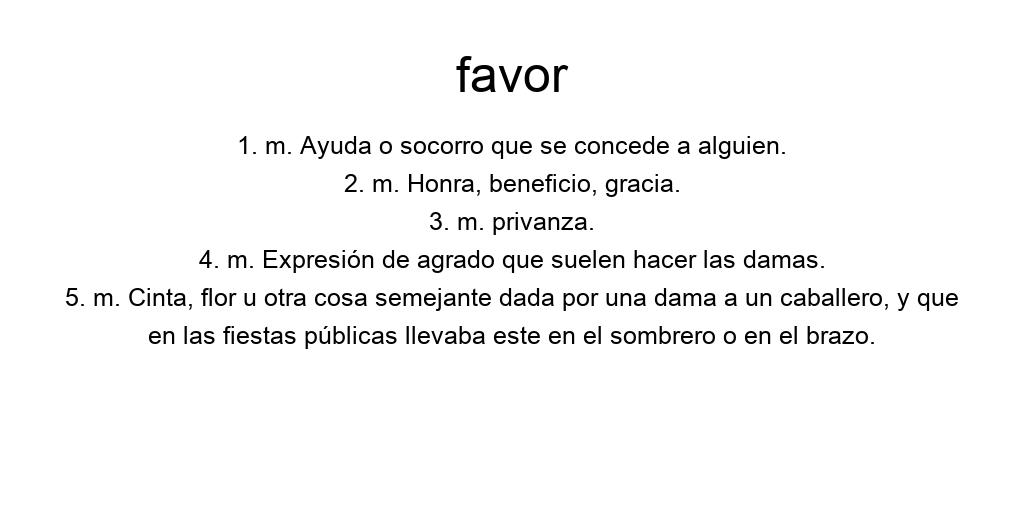 favor
1. m. Ayuda o socorro que se concede a alguien.
2. m. Honra, beneficio, gracia.
3. m. privanza.
4. m. Expresión de agrado que suelen hacer las damas.
5. m. Cinta, flor u otra cosa semejante dada por una dama a un caballero, y que
en las fiestas públicas llevaba este en el sombrero o en el brazo.